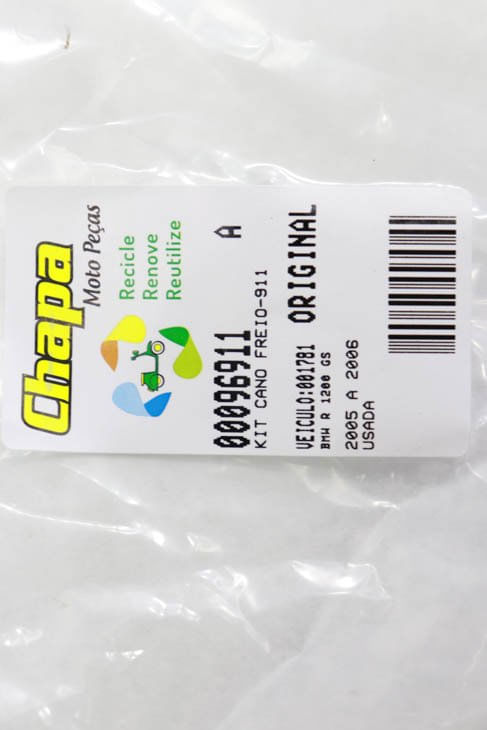 Chapa
Moto Peças
Recicle
Renove
Reutilize
00096911 A
KIT CANO FREIO-911
VEICULO:001781 ORIGINAL
BMW R 1200 GS
2005 A 2006
USADA